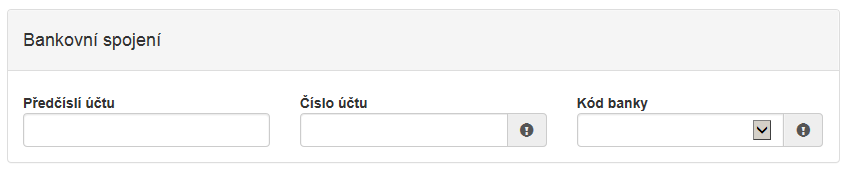 Bankovní spojení
Předčíslí účtu
Číslo účtu
Kód banky